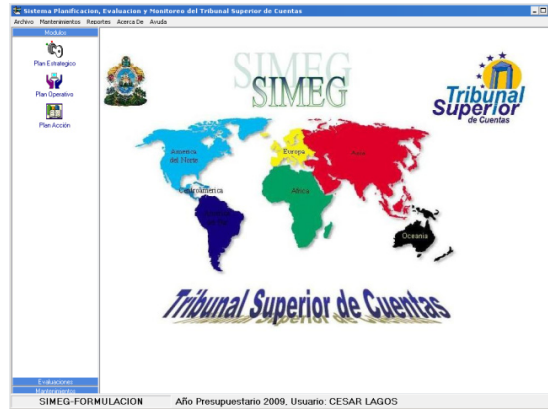 Sistema Planificacion, Evaluacion y Monitoreo del Tribunal Superior de Cuentas
Archivo Mantenimientos Reportes Acerca De Ayuda
Modulos
Plan Estrategico
Plan Operativo
Plan Acción
SIMEG
SIMEG
Tribunal
Superior
de Cuentas
America
del Norte
Europa
Asia
Centroamérica
Africa
Oceania
Tribunal Superior de Cuentas
Evaluaciones
Mantenimientos
SIMEG-FORMULACION Año Presupuestario 2009, Usuario: CESAR LAGOS